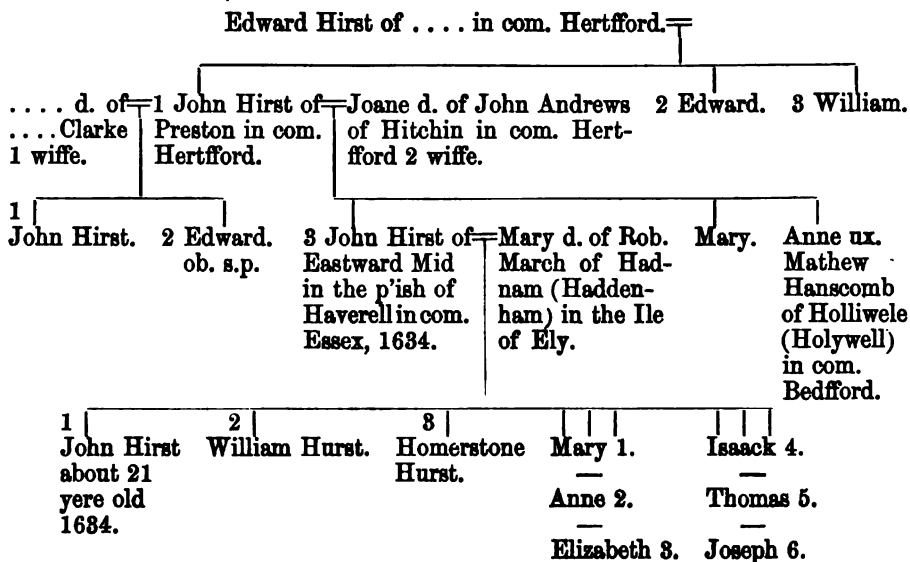 Edward Hirst of .... in com. Hertfford.
.... d. of
.... Clarke
1 wiffe.
1 John Hirst of
Preston in com.
Hertfford.
Joane d. of John Andrews
of Hitchin in com. Hert-
fford 2 wiffe.
2 Edward.
3 William.
1
John Hirst.
2 Edward.
ob. s.p.
3 John Hirst of
Eastward Mid
in the p'ish of
Haverell in com.
Essex, 1634.
Mary d. of Rob.
March of Had-
nam (Hadden-
ham) in the Ile
of Ely.
Mary.
Anne ux.
Mathew
Hanscomb
of Holliwele
(Holywell)
in com.
Bedfford.
1
John Hirst
about 21
yere old
1634.
2
William Hurst.
3
Homerstone
Hurst.
Mary 1.
Anne 2.
Elizabeth 3.
Isaack 4.
Thomas 5.
Joseph 6.